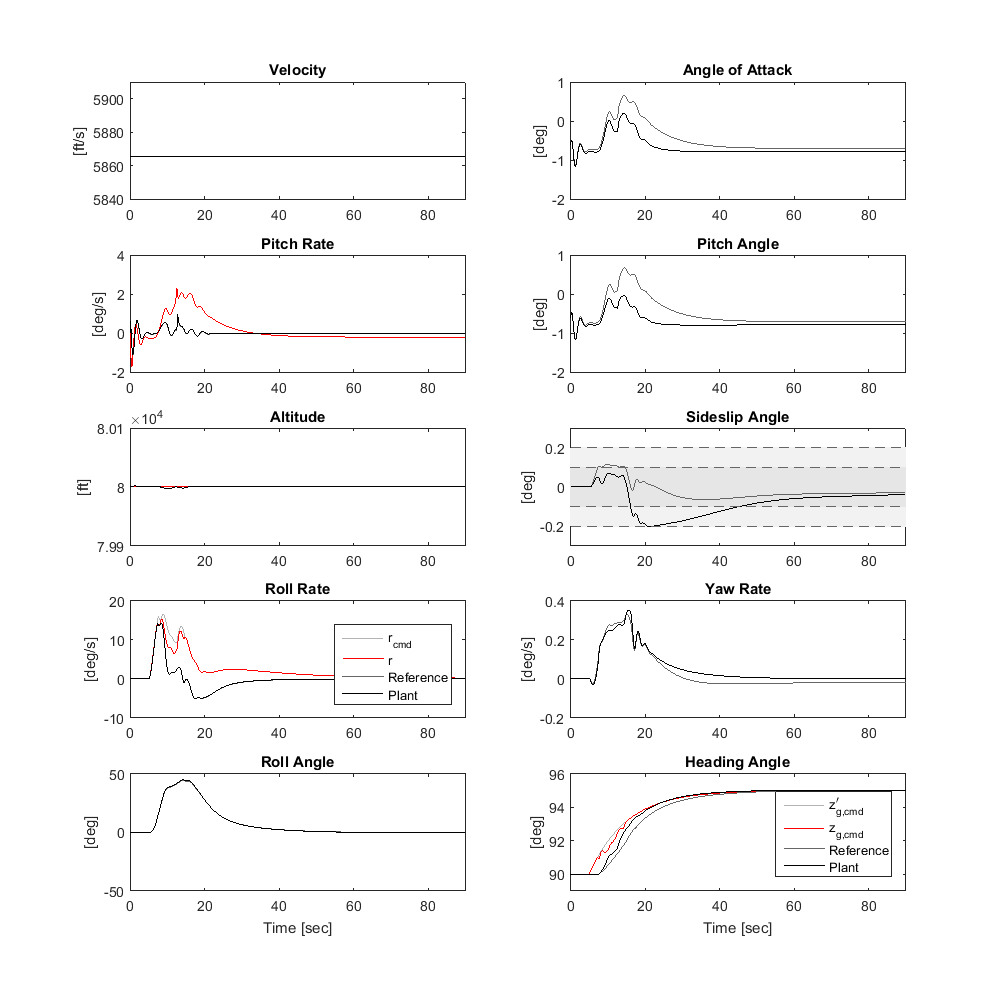 Velocity
5900
5880
5860
5840
[ft/s]
0 20 40 60 80
Angle of Attack
1
0
-1
-2
[deg]
0 20 40 60 80
Pitch Rate
4
2
0
-2
[deg/s]
0 20 40 60 80
Pitch Angle
1
0
-1
-2
[deg]
0 20 40 60 80
Altitude
×10⁴
8.01
8
7.99
[ft]
0 20 40 60 80
Sideslip Angle
0.2
0
-0.2
[deg]
0 20 40 60 80
Roll Rate
20
10
0
-10
[deg/s]
r_cmd
r
Reference
Plant
0 20 40 60 80
Yaw Rate
0.4
0.2
0
-0.2
[deg/s]
0 20 40 60 80
Roll Angle
50
0
-50
[deg]
0 20 40 60 80
Time [sec]
Heading Angle
96
94
92
90
[deg]
z′_g,cmd
z_g,cmd
Reference
Plant
0 20 40 60 80
Time [sec]